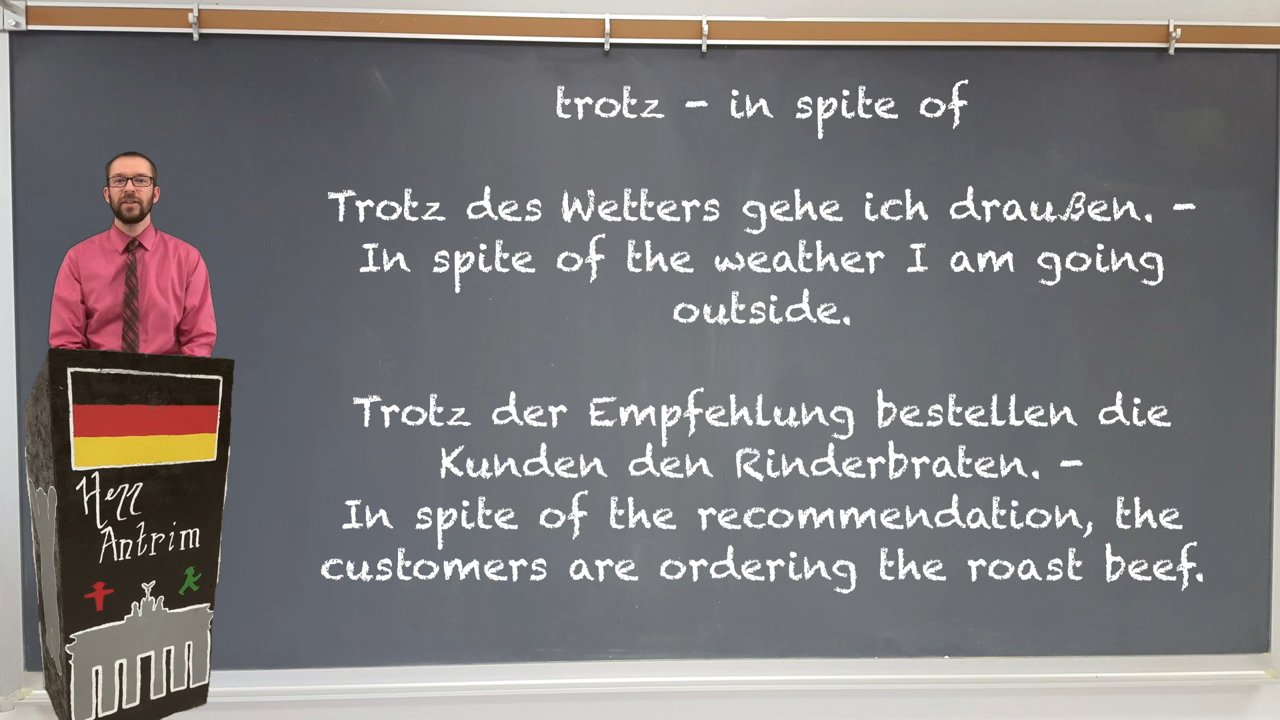 trotz - in spite of
Trotz des Wetters gehe ich draußen. -
In spite of the weather I am going
outside.
Trotz der Empfehlung bestellen die
Kunden den Rinderbraten. -
In spite of the recommendation, the
customers are ordering the roast beef.
Herr
Antrim